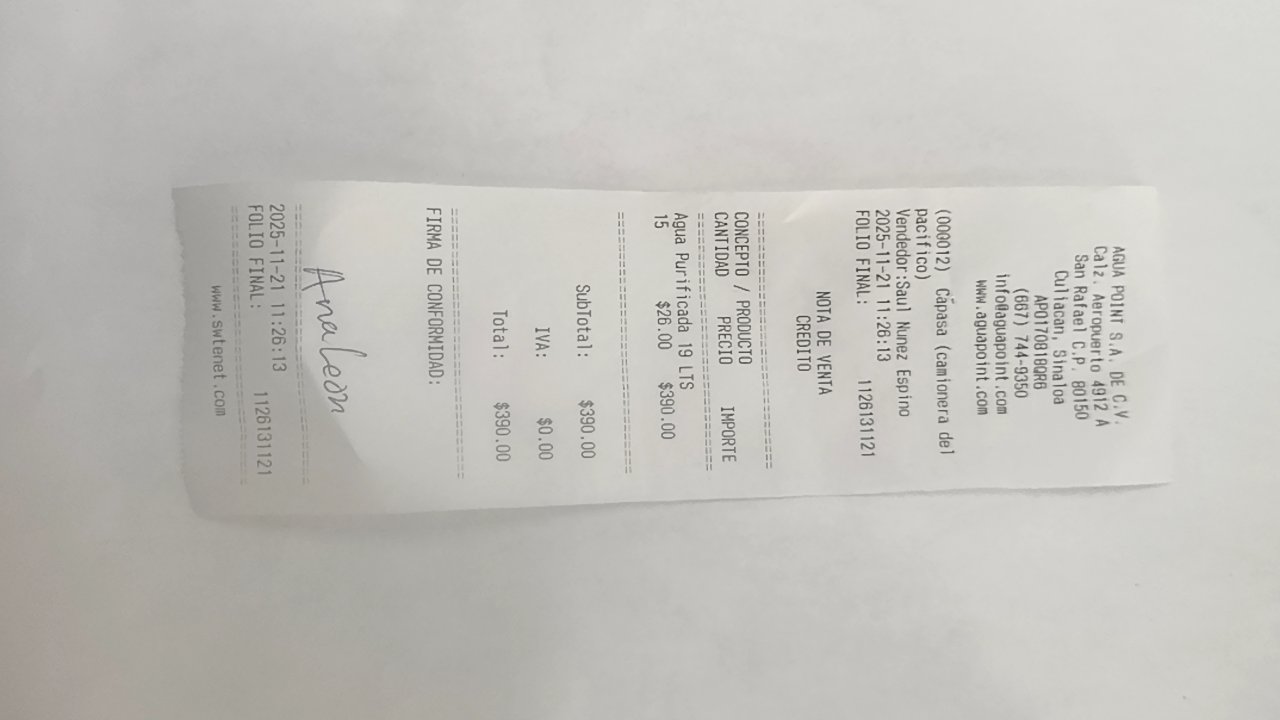 AGUA POINT S.A. DE C.V.
Calz. Aeropuerto 4912 A
San Rafael C.P. 80150
Culiacan, Sinaloa
APO170818QR6
(667) 744-9350
info@aguapoint.com
www.aguapoint.com
(000012) Cápasa (camionera del
pacifico)
Vendedor:Saul Nunez Espino
2025-11-21 11:26:13
FOLIO FINAL: 1126131121
NOTA DE VENTA
CREDITO
==============================
CONCEPTO / PRODUCTO
CANTIDAD PRECIO IMPORTE
==============================
Agua Purificada 19 LTS
15 $26.00 $390.00
==============================
SubTotal: $390.00
IVA: $0.00
Total: $390.00
==============================
FIRMA DE CONFORMIDAD:
Ana León
==============================
2025-11-21 11:26:13
FOLIO FINAL: 1126131121
==============================
www.swtenet.com